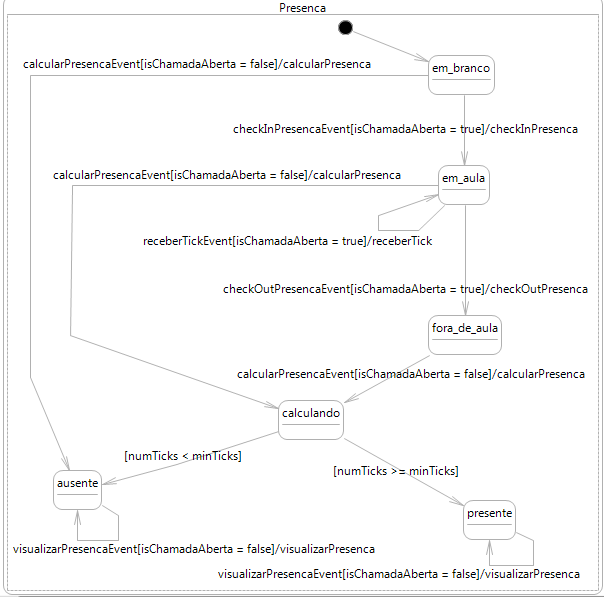 Presenca
calcularPresencaEvent[isChamadaAberta = false]/calcularPresenca
em_branco
checkInPresencaEvent[isChamadaAberta = true]/checkInPresenca
calcularPresencaEvent[isChamadaAberta = false]/calcularPresenca
em_aula
receberTickEvent[isChamadaAberta = true]/receberTick
checkOutPresencaEvent[isChamadaAberta = true]/checkOutPresenca
fora_de_aula
calcularPresencaEvent[isChamadaAberta = false]/calcularPresenca
calculando
[numTicks < minTicks]
[numTicks >= minTicks]
ausente
presente
visualizarPresencaEvent[isChamadaAberta = false]/visualizarPresenca
visualizarPresencaEvent[isChamadaAberta = false]/visualizarPresenca